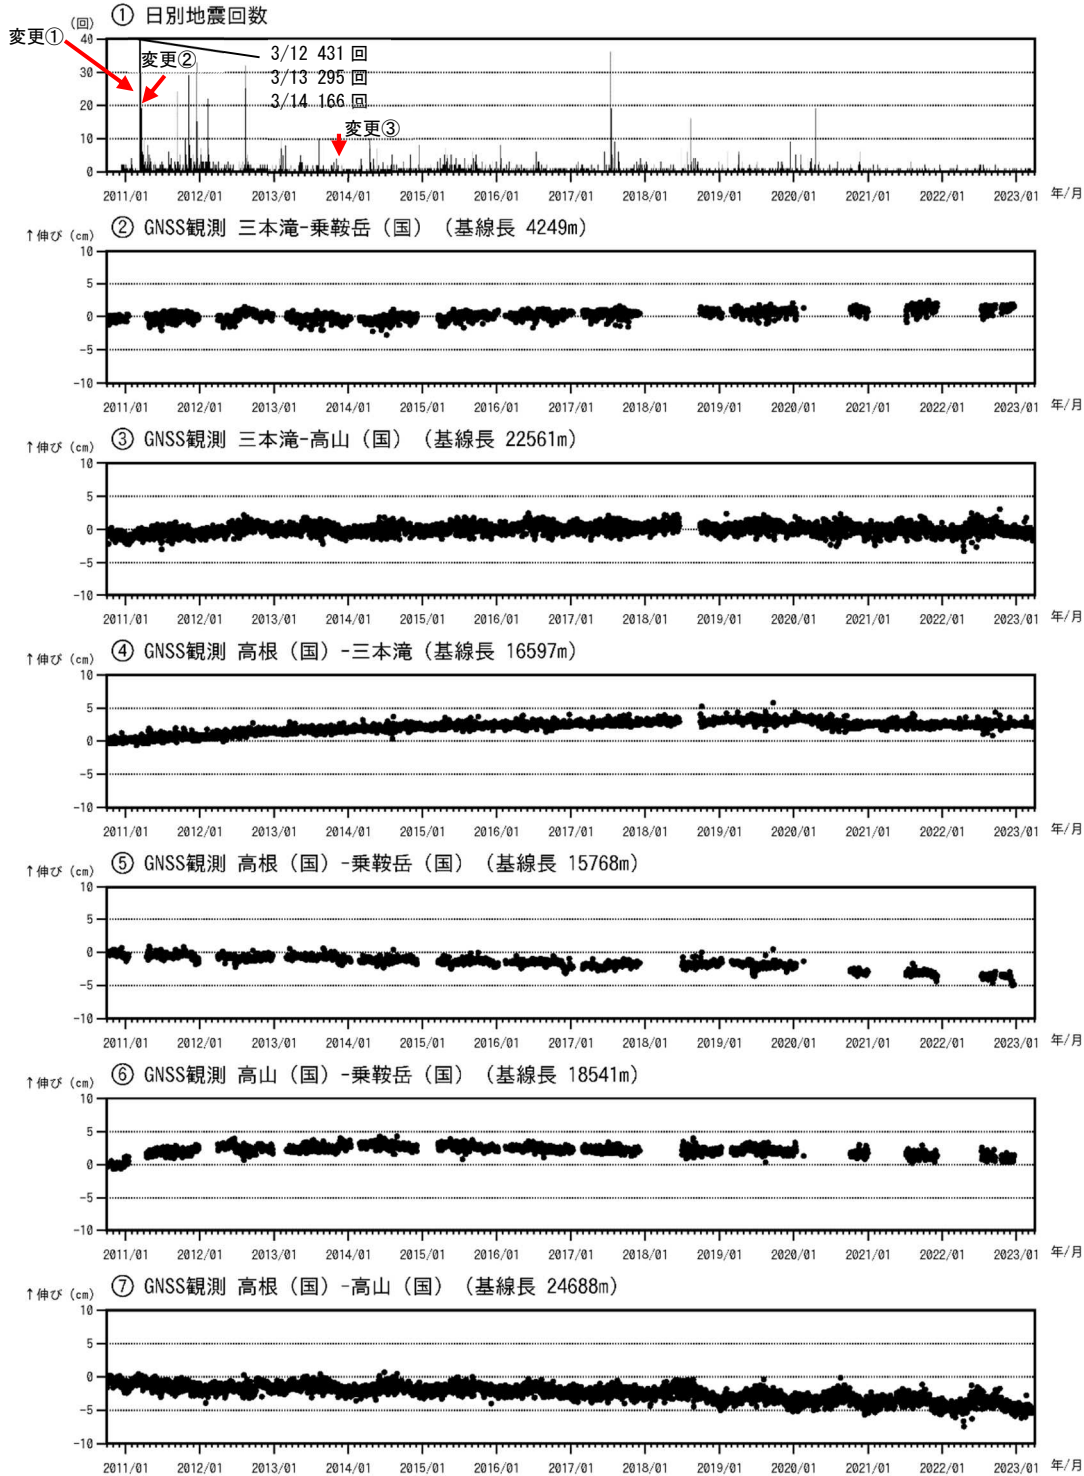 ① 日別地震回数
(回)
変更①
変更②
3/12 431 回
3/13 295 回
3/14 166 回
変更③
40
30
20
10
0
2011/01 2012/01 2013/01 2014/01 2015/01 2016/01 2017/01 2018/01 2019/01 2020/01 2021/01 2022/01 2023/01 年/月
↑伸び (cm) ② GNSS観測 三本滝-乗鞍岳(国) (基線長 4249m)
10
5
0
-5
-10
2011/01 2012/01 2013/01 2014/01 2015/01 2016/01 2017/01 2018/01 2019/01 2020/01 2021/01 2022/01 2023/01 年/月
↑伸び (cm) ③ GNSS観測 三本滝-高山(国) (基線長 22561m)
10
5
0
-5
-10
2011/01 2012/01 2013/01 2014/01 2015/01 2016/01 2017/01 2018/01 2019/01 2020/01 2021/01 2022/01 2023/01 年/月
↑伸び (cm) ④ GNSS観測 高根(国)-三本滝(基線長 16597m)
10
5
0
-5
-10
2011/01 2012/01 2013/01 2014/01 2015/01 2016/01 2017/01 2018/01 2019/01 2020/01 2021/01 2022/01 2023/01 年/月
↑伸び (cm) ⑤ GNSS観測 高根(国)-乗鞍岳(国) (基線長 15768m)
10
5
0
-5
-10
2011/01 2012/01 2013/01 2014/01 2015/01 2016/01 2017/01 2018/01 2019/01 2020/01 2021/01 2022/01 2023/01 年/月
↑伸び (cm) ⑥ GNSS観測 高山(国)-乗鞍岳(国) (基線長 18541m)
10
5
0
-5
-10
2011/01 2012/01 2013/01 2014/01 2015/01 2016/01 2017/01 2018/01 2019/01 2020/01 2021/01 2022/01 2023/01 年/月
↑伸び (cm) ⑦ GNSS観測 高根(国)-高山(国) (基線長 24688m)
10
5
0
-5
-10
2011/01 2012/01 2013/01 2014/01 2015/01 2016/01 2017/01 2018/01 2019/01 2020/01 2021/01 2022/01 2023/01 年/月